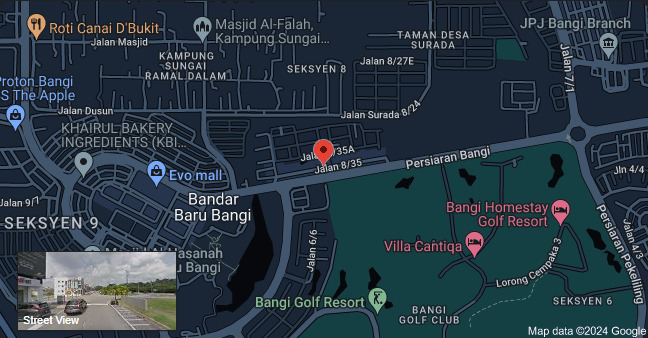 Roti Canai D'Bukit
Jalan Masjid
Masjid Al-Falah,
Kampung Sungai...
TAMAN DESA
SURADA
JPJ Bangi Branch
KAMPUNG
SUNGAI
RAMAL DALAM
SEKSYEN 8
Jalan 8/27E
Jalan 7/1
Proton Bangi
S The Apple
Jalan Dusun
Jalan Surada 8/24
KHAIRUL BAKERY
INGREDIENTS (KBI...
Jalan 8/35A
Jalan 8/35
Persiaran Bangi
Evo mall
Jln 4/4
Bandar
Baru Bangi
Jalan 9/1
SEKSYEN 9
Bangi Homestay
Golf Resort
Villa Cantiqa
Jalan 4/3
Persiaran Pekeliling
Jalan 6/6
Lorong Cempaka 3
SEKSYEN 6
Bangi Golf Resort
BANGI
GOLF CLUB
Street View
Map data ©2024 Google